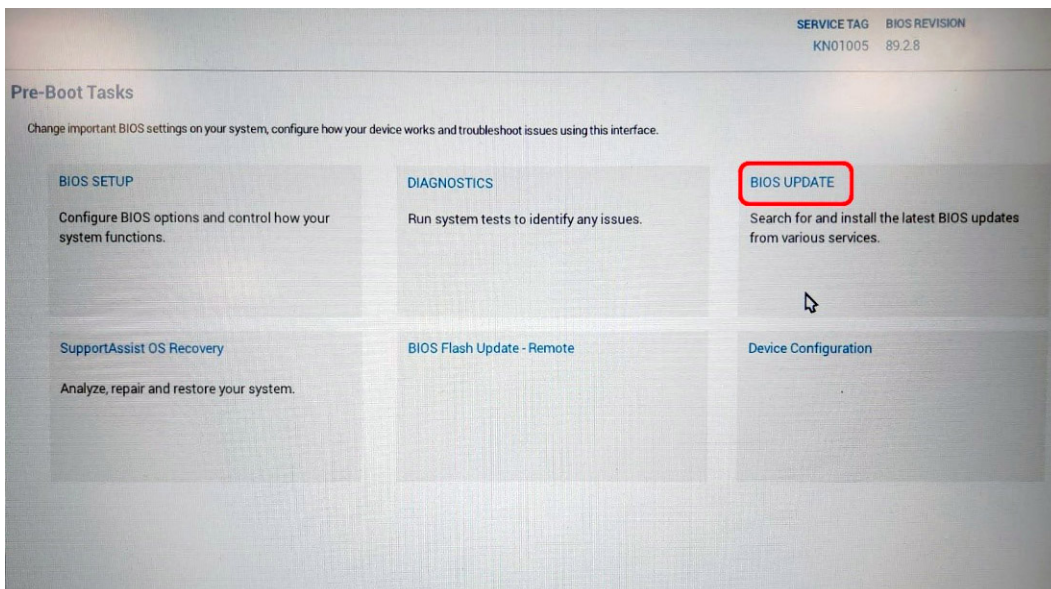 SERVICE TAG BIOS REVISION
KN01005 89.2.8
Pre-Boot Tasks
Change important BIOS settings on your system, configure how your device works and troubleshoot issues using this interface.
BIOS SETUP
Configure BIOS options and control how your
system functions.
DIAGNOSTICS
Run system tests to identify any issues.
BIOS UPDATE
Search for and install the latest BIOS updates
from various services.
SupportAssist OS Recovery
Analyze, repair and restore your system.
BIOS Flash Update - Remote
Device Configuration